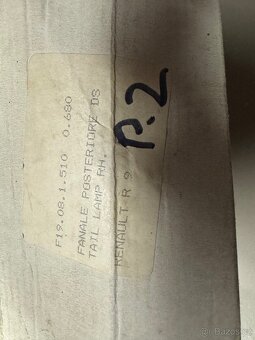 F19.08.1.510 0.680
FANALE POSTERIORE DS
TAIL LAMP RH.
RENAULT R 9
P.2